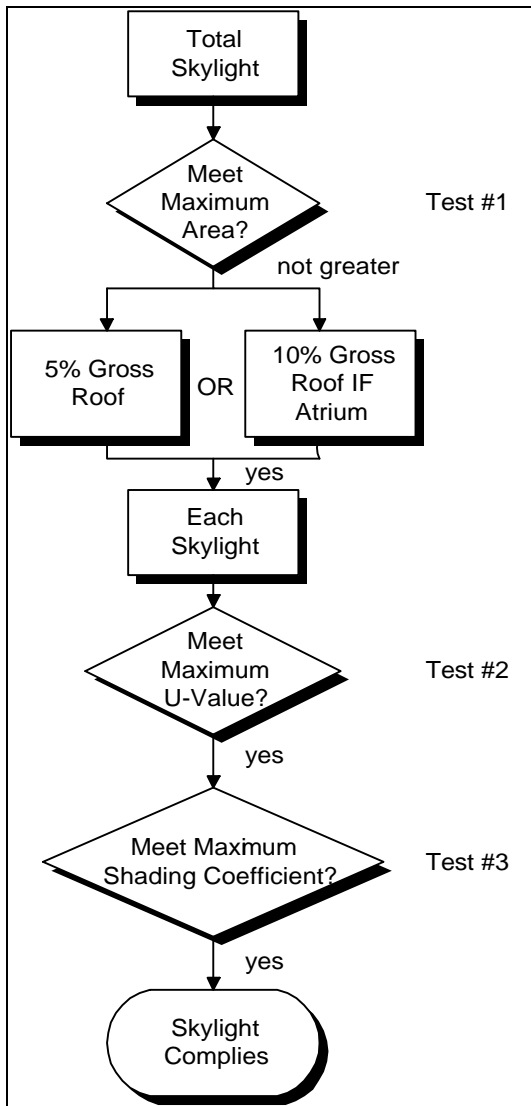 Total
Skylight
Meet
Maximum
Area?
Test #1
not greater
5% Gross
Roof
OR
10% Gross
Roof IF
Atrium
yes
Each
Skylight
Meet
Maximum
U-Value?
Test #2
yes
Meet Maximum
Shading Coefficient?
Test #3
yes
Skylight
Complies